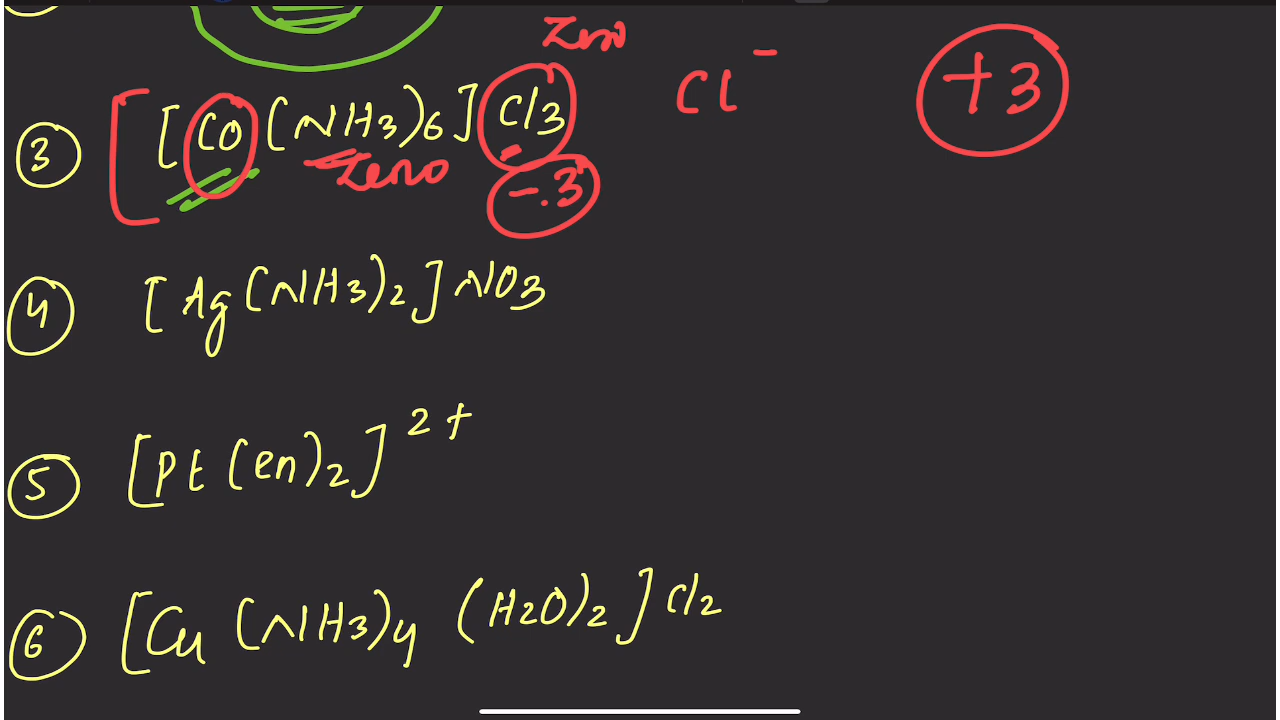 Zero
③ [Co(NH3)6]Cl3 Cl⁻ +3
Zero -3
④ [Ag(NH3)2]NO3
⑤ [Pt(en)2]²⁺
⑥ [Cu(NH3)4(H2O)2]Cl2